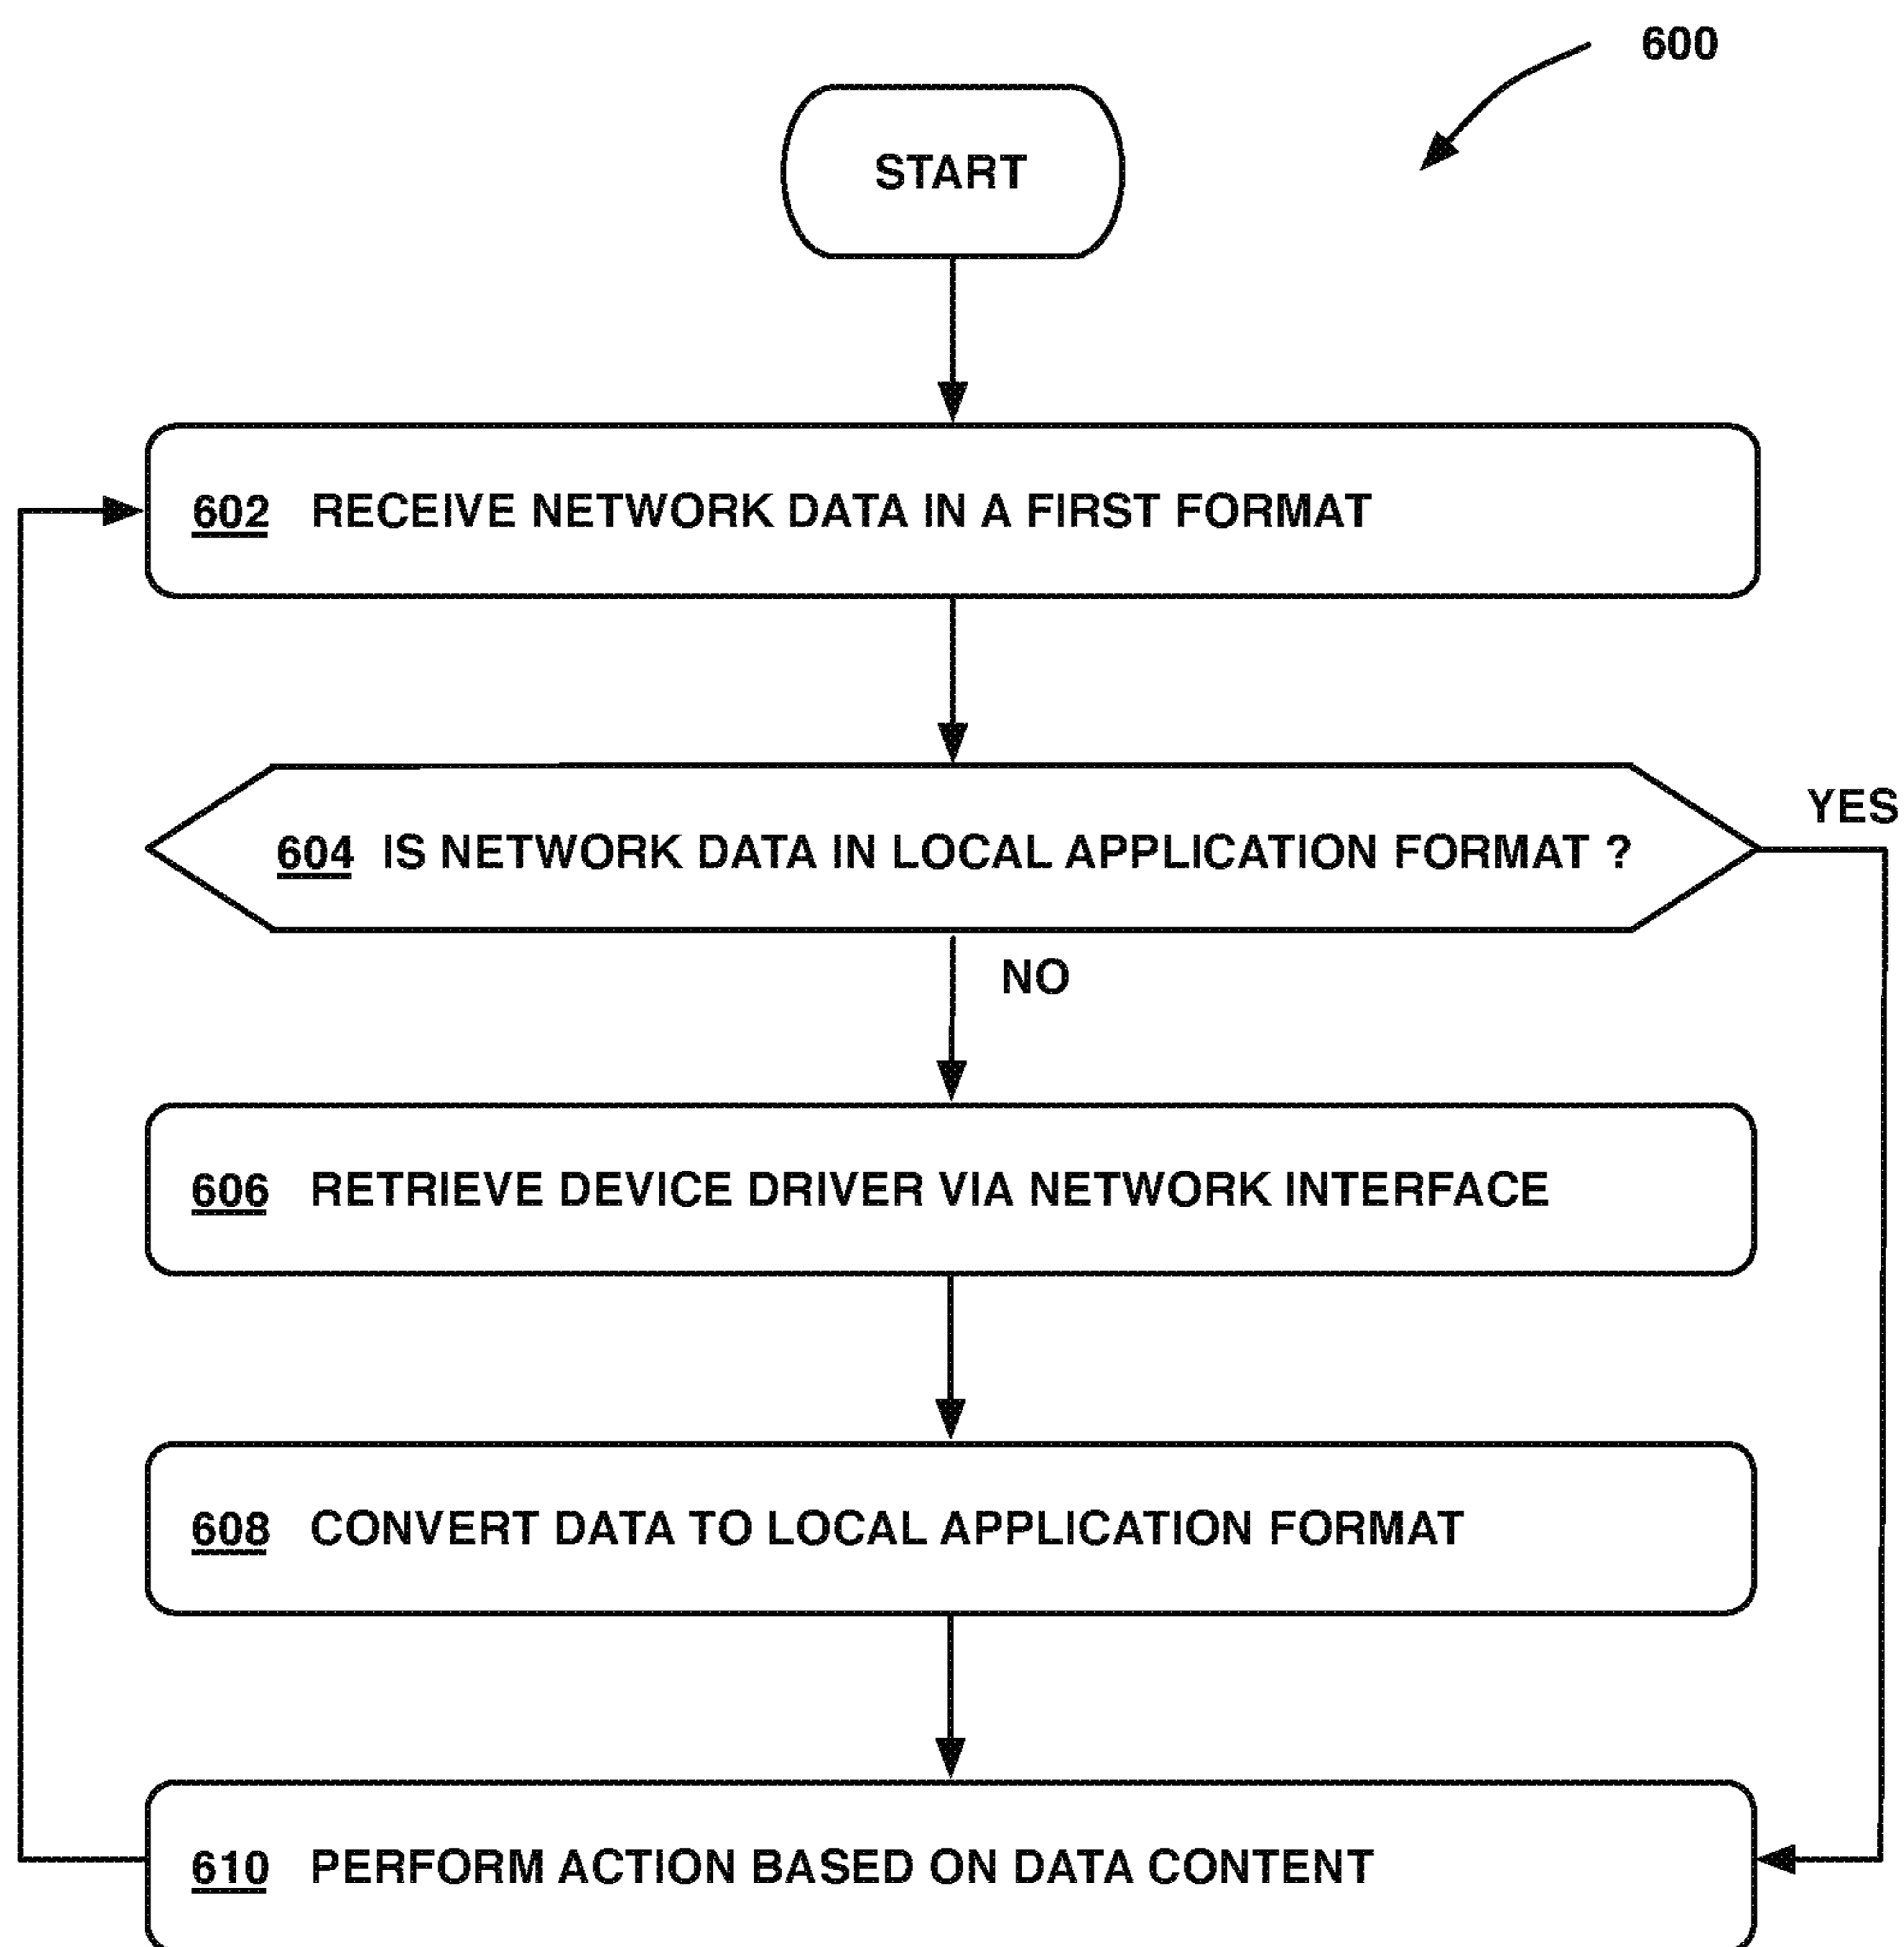 600
START
602 RECEIVE NETWORK DATA IN A FIRST FORMAT
604 IS NETWORK DATA IN LOCAL APPLICATION FORMAT ?
YES
NO
606 RETRIEVE DEVICE DRIVER VIA NETWORK INTERFACE
608 CONVERT DATA TO LOCAL APPLICATION FORMAT
610 PERFORM ACTION BASED ON DATA CONTENT